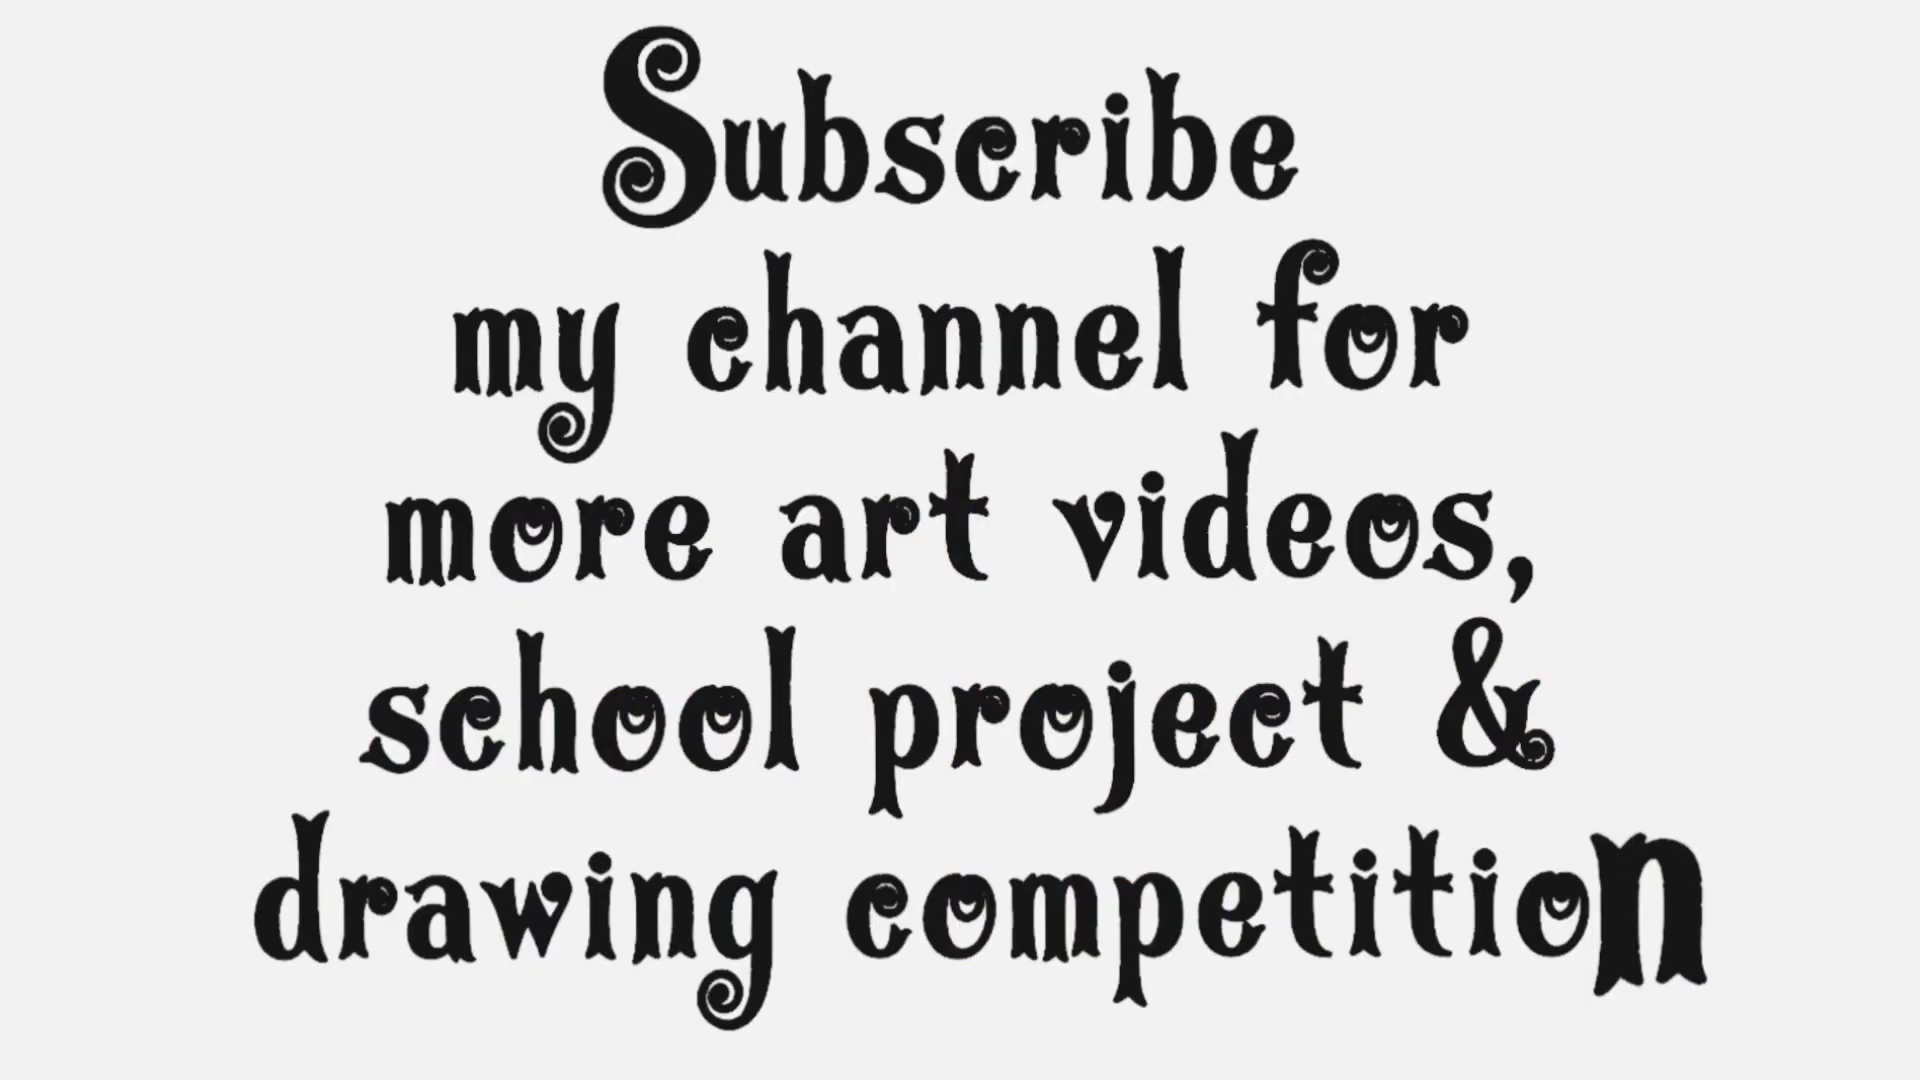 Subscribe
my channel for
more art videos,
school project &
drawing competition